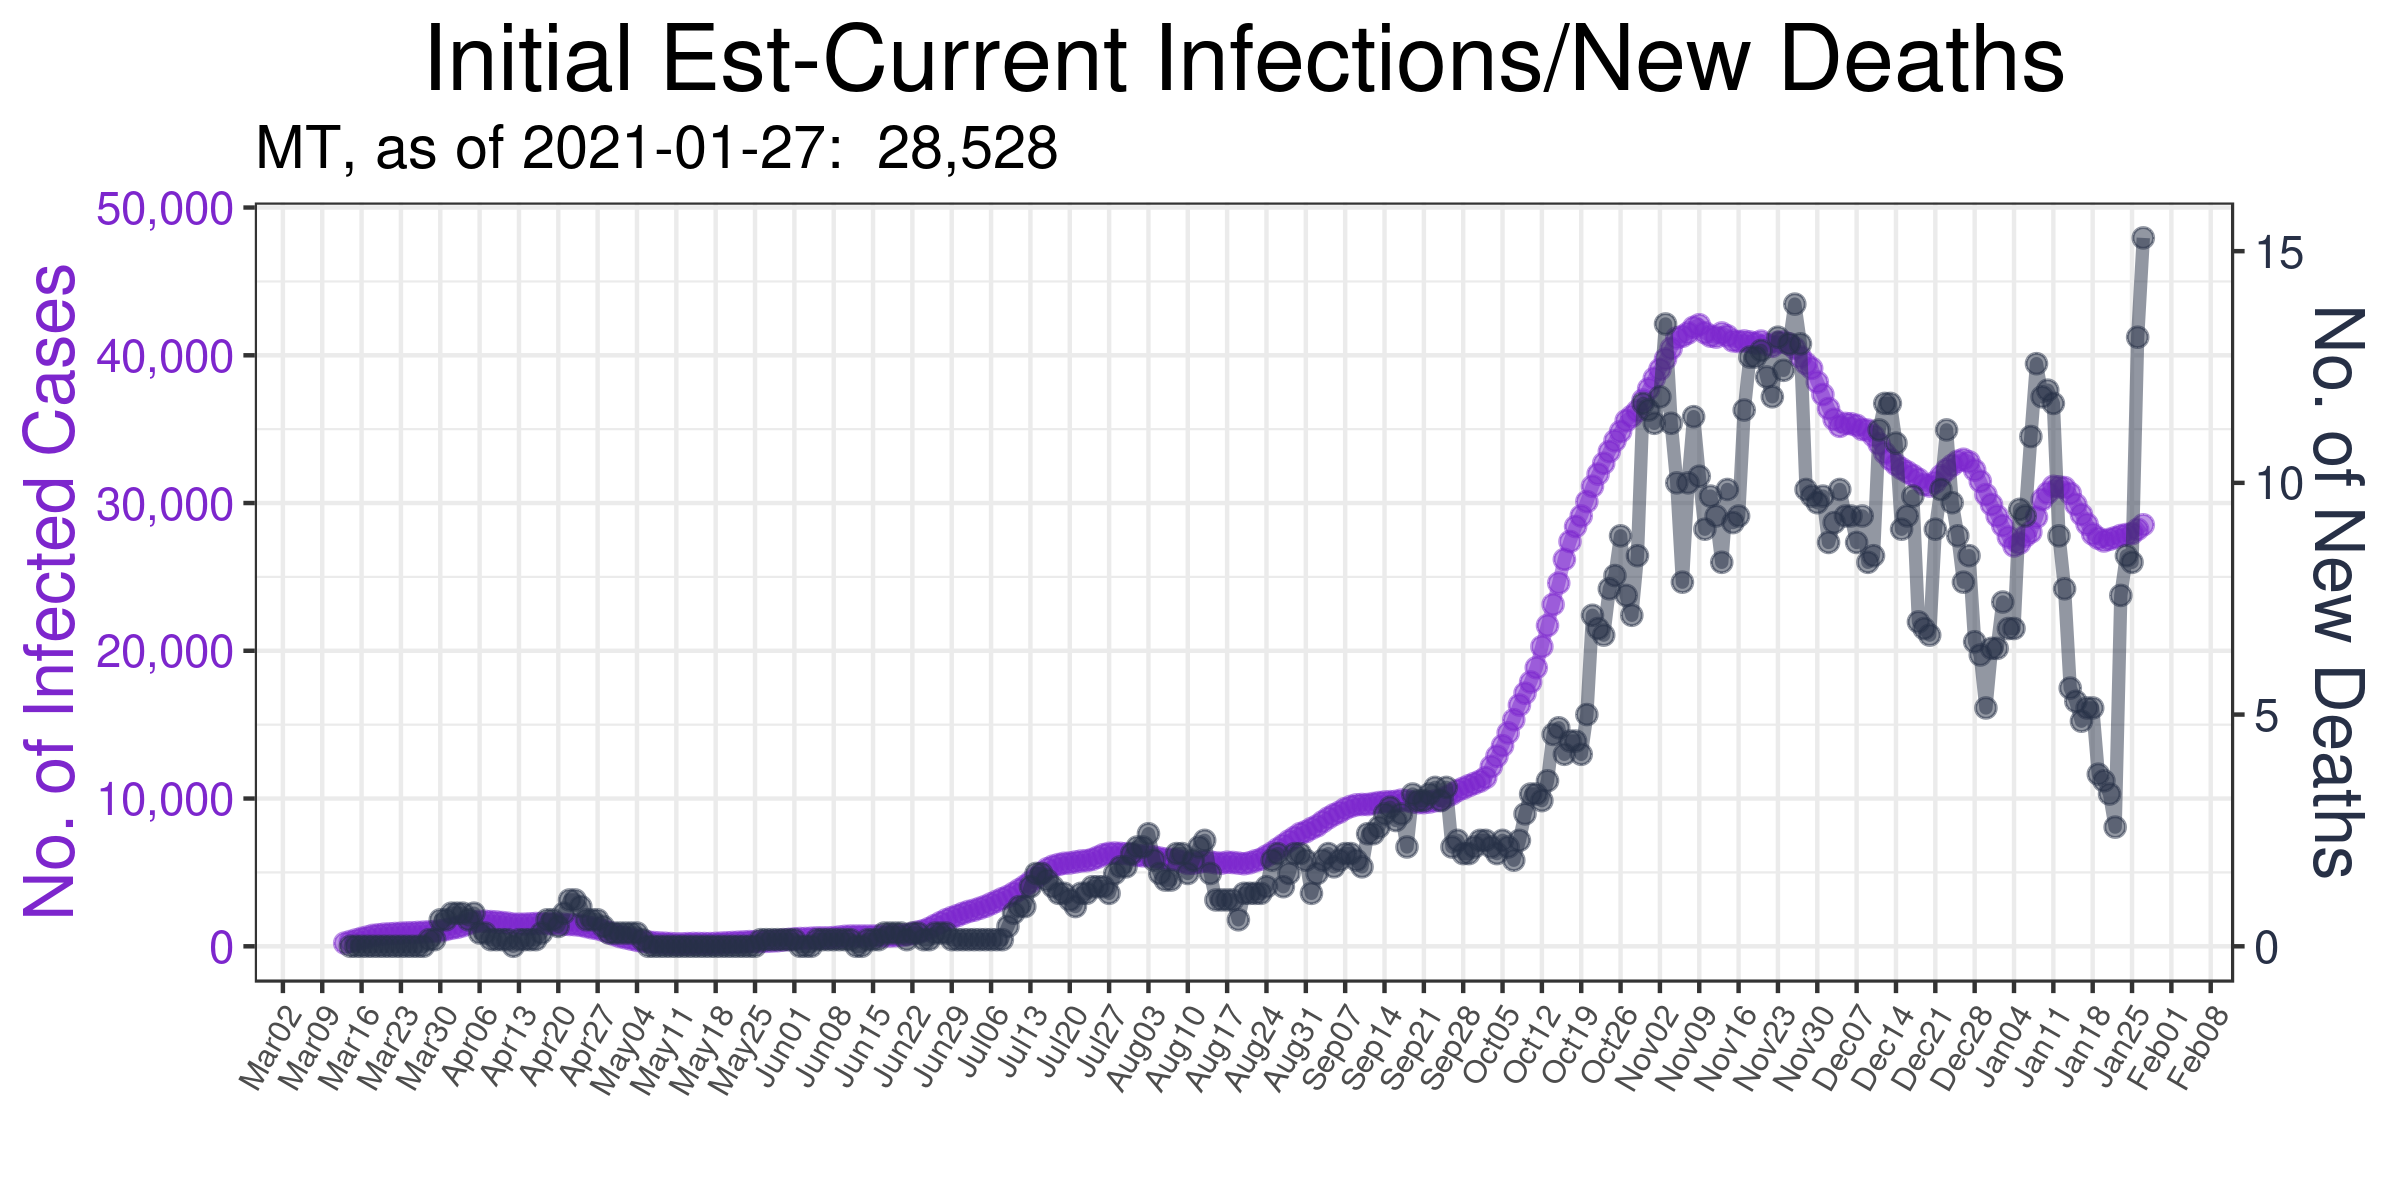 Initial Est-Current Infections/New Deaths
MT, as of 2021-01-27:  28,528
No. of Infected Cases
50,000
40,000
30,000
20,000
10,000
0
No. of New Deaths
15
10
5
0
Mar02
Mar09
Mar16
Mar23
Mar30
Apr06
Apr13
Apr20
Apr27
May04
May11
May18
May25
Jun01
Jun08
Jun15
Jun22
Jun29
Jul06
Jul13
Jul20
Jul27
Aug03
Aug10
Aug17
Aug24
Aug31
Sep07
Sep14
Sep21
Sep28
Oct05
Oct12
Oct19
Oct26
Nov02
Nov09
Nov16
Nov23
Nov30
Dec07
Dec14
Dec21
Dec28
Jan04
Jan11
Jan18
Jan25
Feb01
Feb08